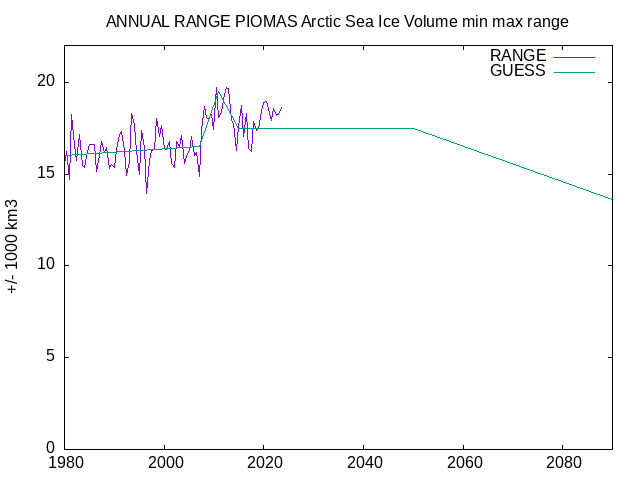 ANNUAL RANGE PIOMAS Arctic Sea Ice Volume min max range
RANGE
GUESS
20
15
10
5
0
+/- 1000 km3
1980 2000 2020 2040 2060 2080